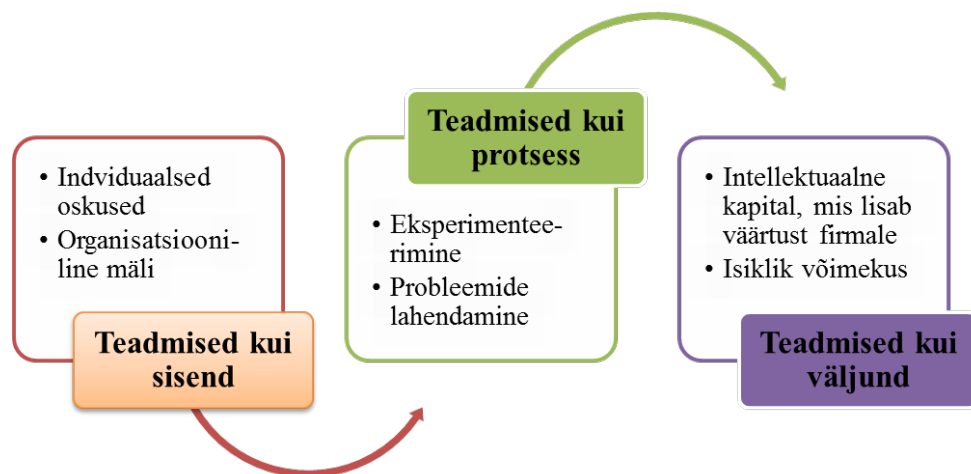 • Indviduaalsed
oskused
• Organisatsiooni-
line mäli
Teadmised kui
sisend
Teadmised kui
protsess
• Eksperimentee-
rimine
• Probleemide
lahendamine
• Intellektuaalne
kapital, mis lisab
väärtust firmale
• Isiklik võimekus
Teadmised kui
väljund